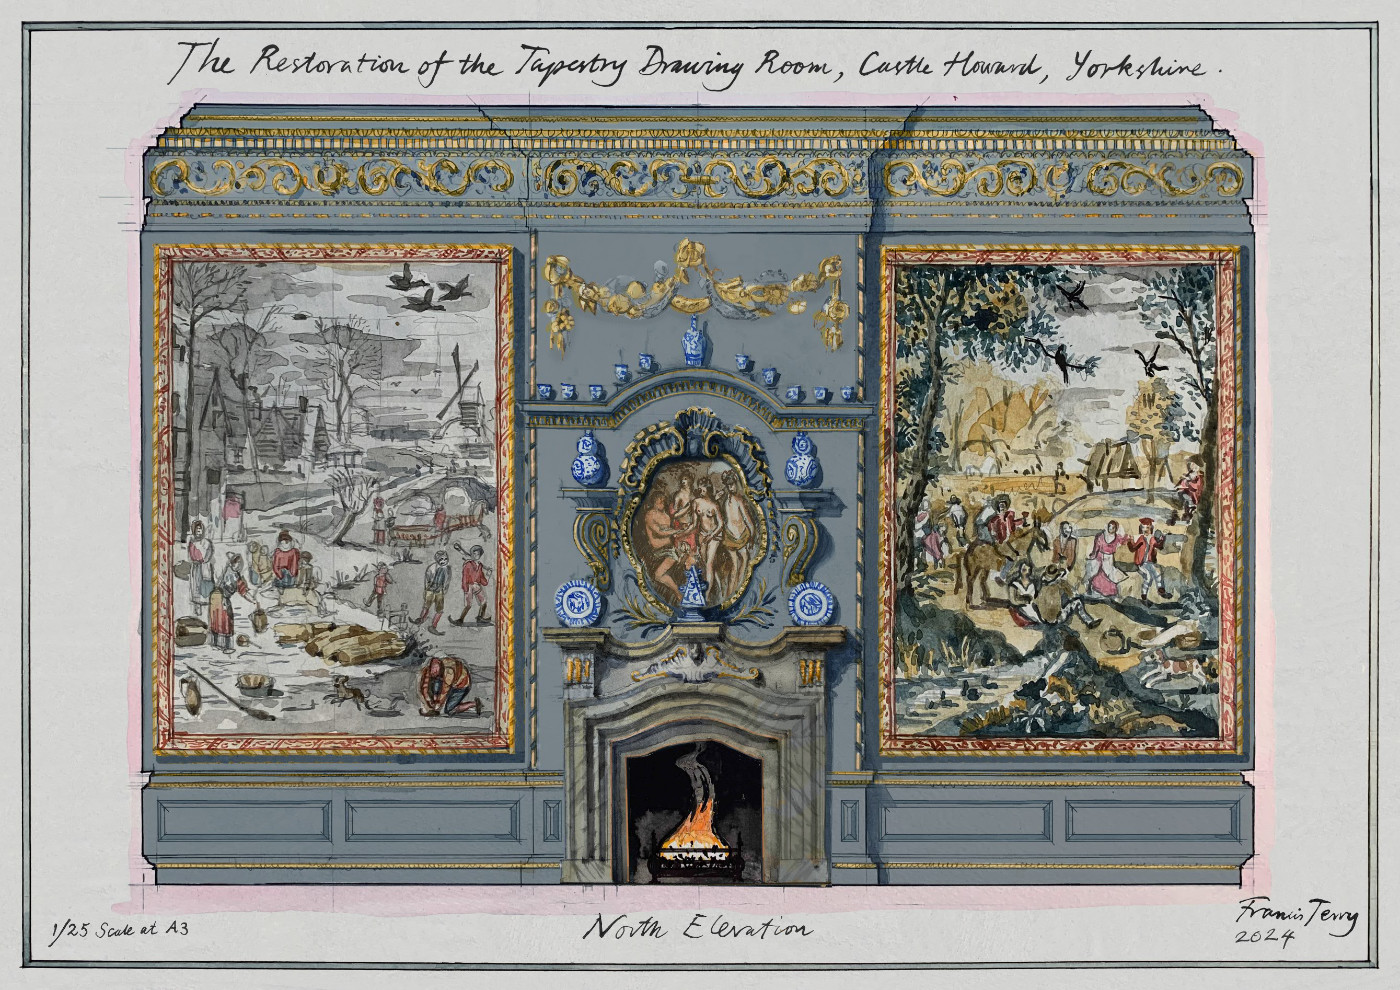 The Restoration of the Tapestry Drawing Room, Castle Howard, Yorkshire.
1/25 Scale at A3
North Elevation
Francis Terry
2024